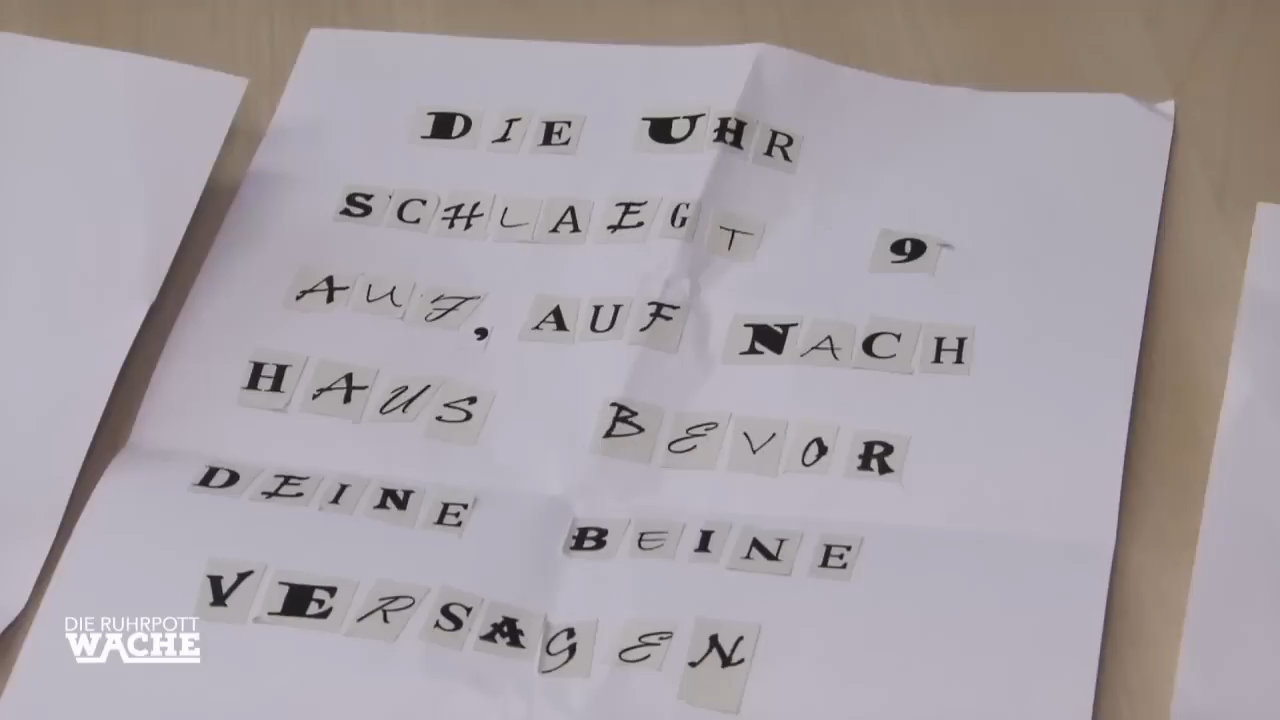 DIE UHR
SCHLAEGT 9
AUF, AUF NACH
HAUS BEVOR
DEINE BEINE
VERSAGEN
DIE RUHRPOTT
WACHE